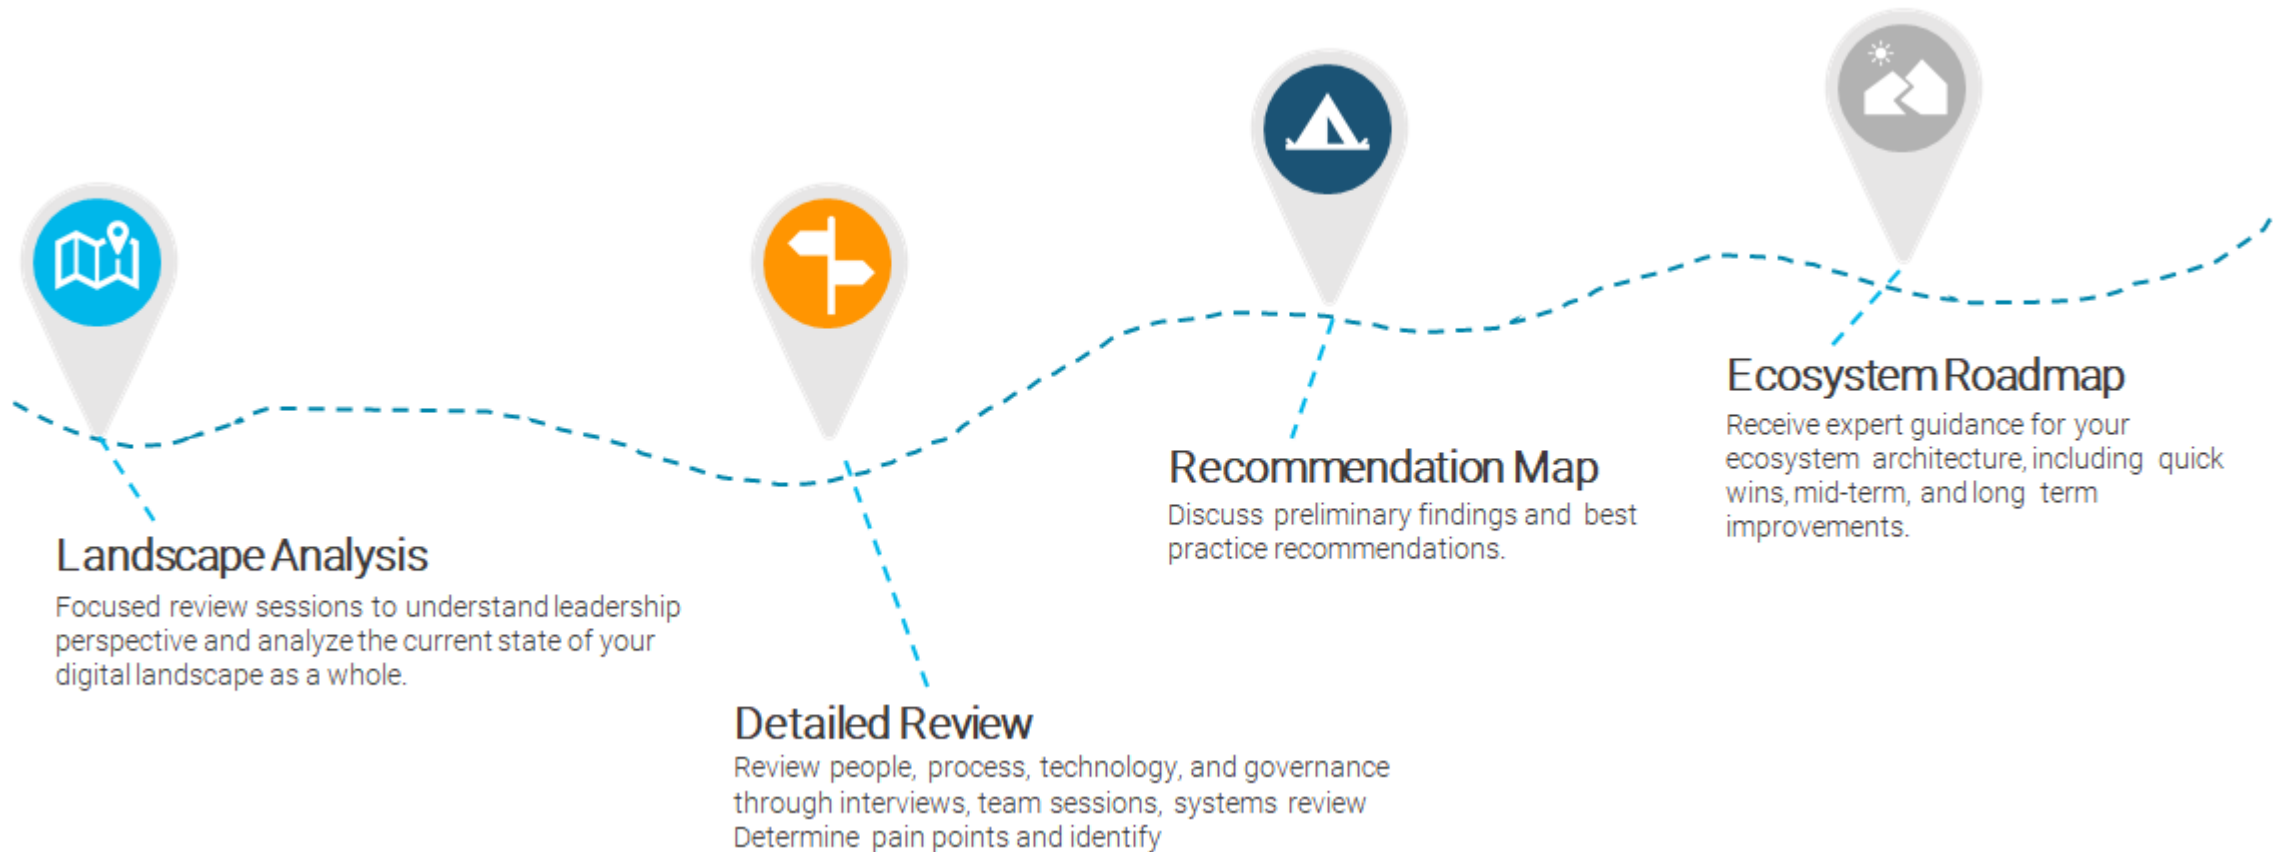 Landscape Analysis
Focused review sessions to understand leadership
perspective and analyze the current state of your
digital landscape as a whole.
Detailed Review
Review people, process, technology, and governance
through interviews, team sessions, systems review
Determine pain points and identify
Recommendation Map
Discuss preliminary findings and best
practice recommendations.
Ecosystem Roadmap
Receive expert guidance for your
ecosystem architecture, including quick
wins, mid-term, and long term
improvements.